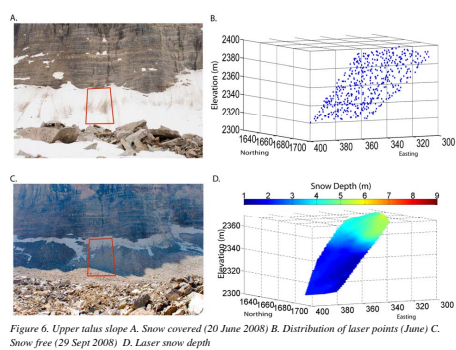 A.
B.
2400
2380
2360
2340
2320
2300
Elevation (m)
1640 1660 1680 1700
Northing
400 380 360 340 320 300
Easting
C.
D.
Snow Depth (m)
1 2 3 4 5 6 7 8 9
2360
2340
2320
2300
Elevation (m)
1640 1660 1680 1700
Northing
400 380 360 340 320 300
Easting
Figure 6. Upper talus slope A. Snow covered (20 June 2008) B. Distribution of laser points (June) C.
Snow free (29 Sept 2008) D. Laser snow depth